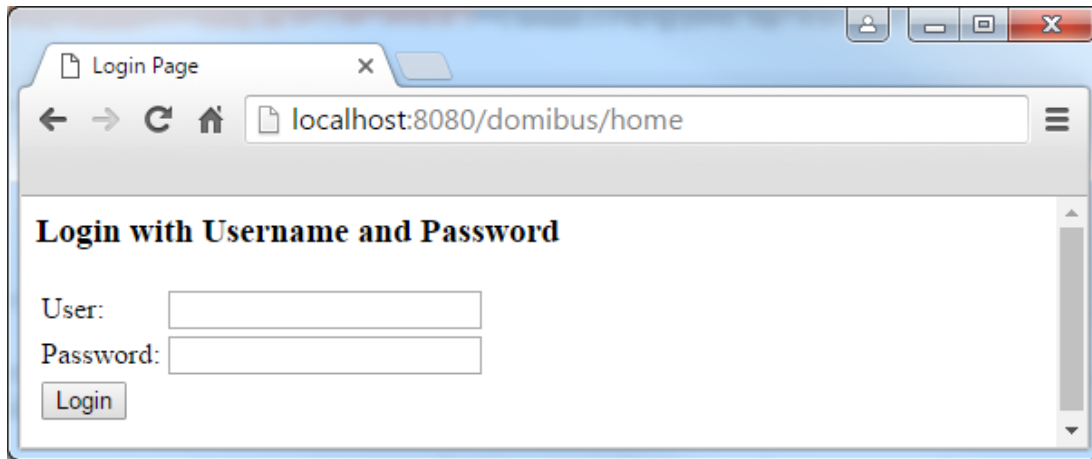 Login Page
localhost:8080/domibus/home
Login with Username and Password
User:
Password:
Login